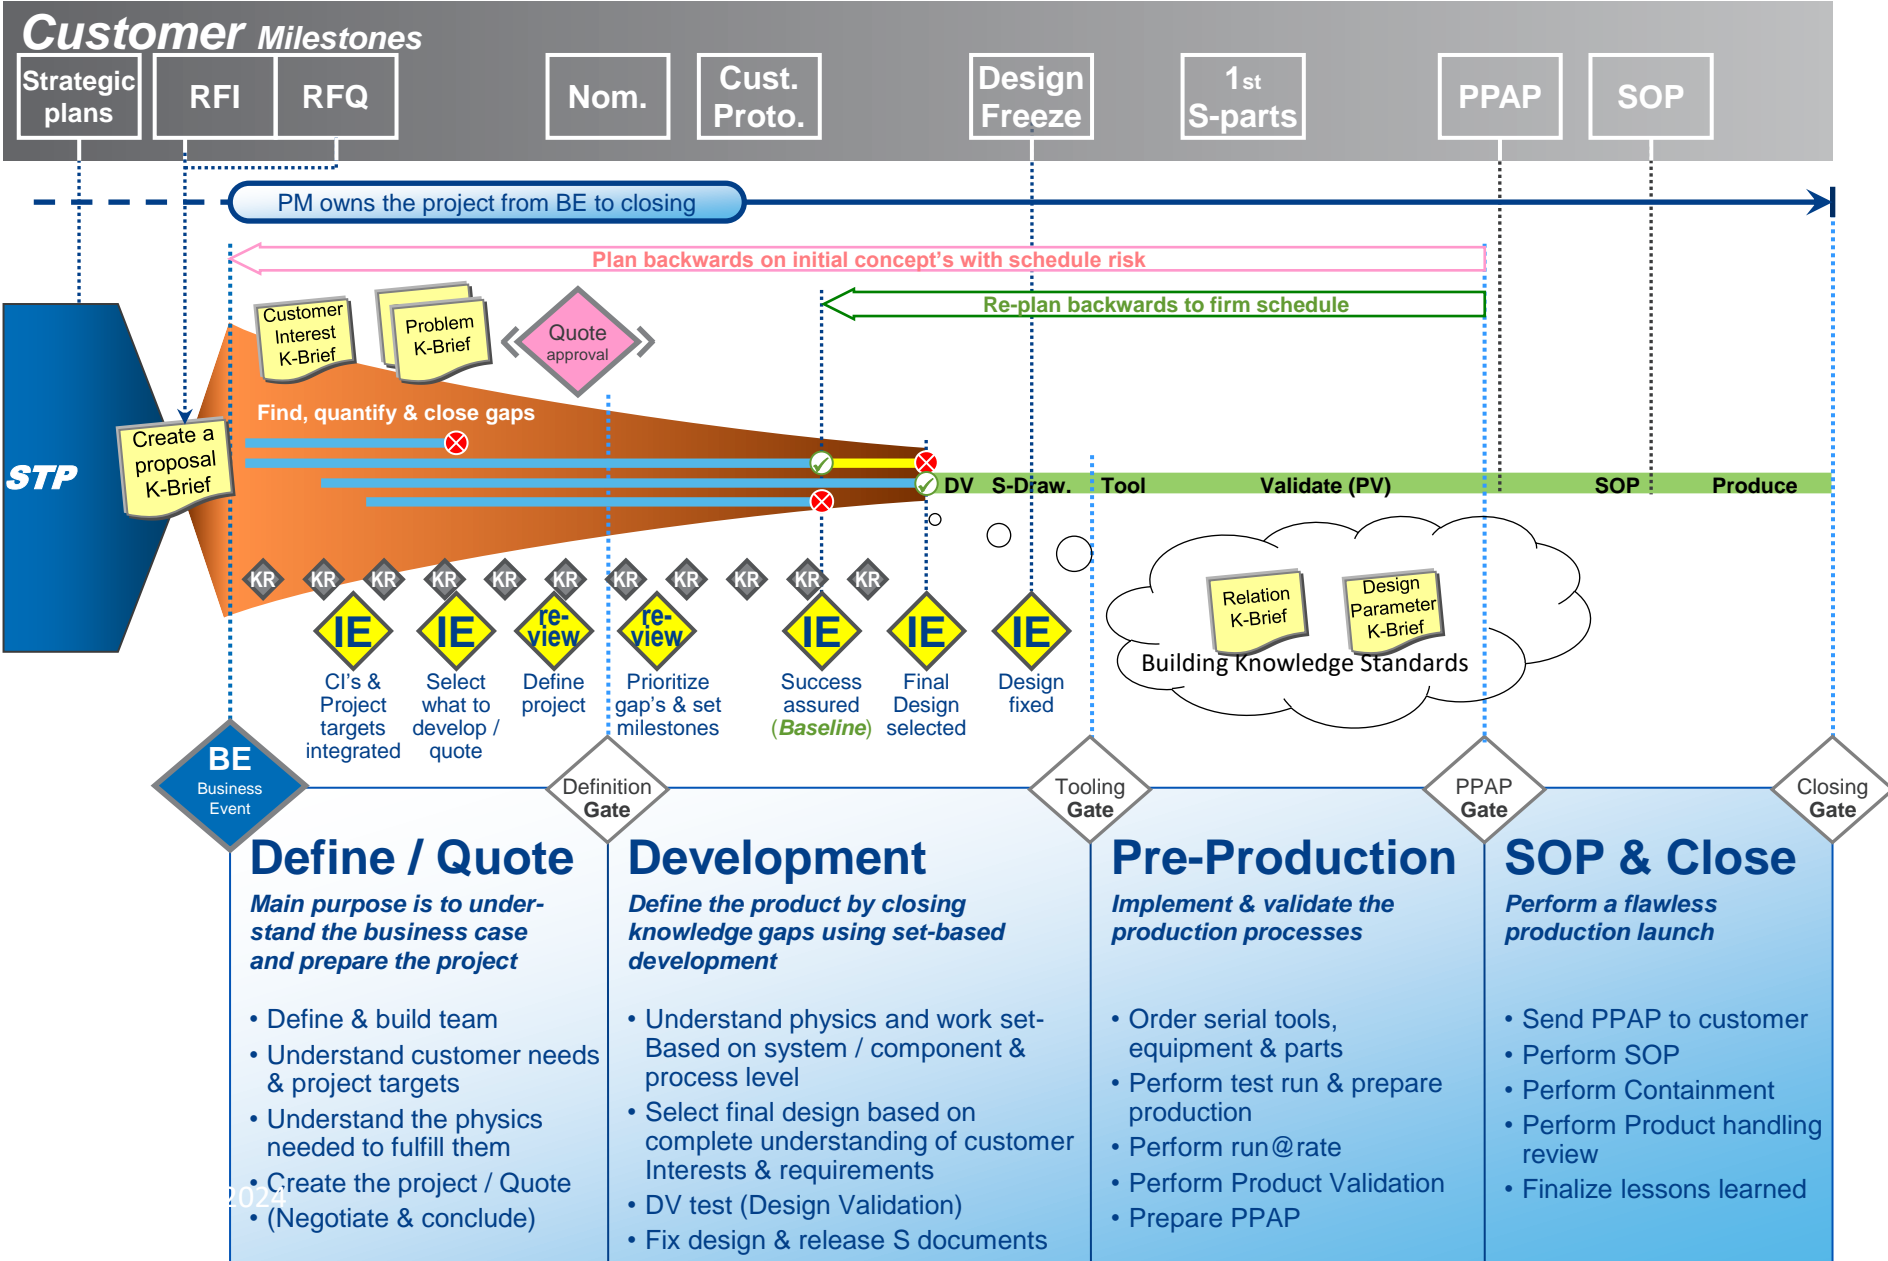 Customer Milestones
Strategic
plans
RFI
RFQ
Nom.
Cust.
Proto.
Design
Freeze
1st
S-parts
PPAP
SOP
PM owns the project from BE to closing
Plan backwards on initial concept's with schedule risk
Re-plan backwards to firm schedule
Customer
Interest
K-Brief
Problem
K-Brief
Quote
approval
Find, quantify & close gaps
STP
Create a
proposal
K-Brief
DV
S-Draw.
Tool
Validate (PV)
SOP
Produce
KR
KR
KR
KR
KR
KR
KR
KR
KR
KR
KR
IE
IE
re-
view
re-
view
IE
IE
IE
CI's &
Project
targets
integrated
Select
what to
develop /
quote
Define
project
Prioritize
gap's & set
milestones
Success
assured
(Baseline)
Final
Design
selected
Design
fixed
Relation
K-Brief
Design
Parameter
K-Brief
Building Knowledge Standards
BE
Business
Event
Definition
Gate
Tooling
Gate
PPAP
Gate
Closing
Gate
Define / Quote
Main purpose is to under-
stand the business case
and prepare the project
• Define & build team
• Understand customer needs
& project targets
• Understand the physics
needed to fulfill them
• Create the project / Quote
• (Negotiate & conclude)
2024
Development
Define the product by closing
knowledge gaps using set-based
development
• Understand physics and work set-
Based on system / component &
process level
• Select final design based on
complete understanding of customer
Interests & requirements
• DV test (Design Validation)
• Fix design & release S documents
Pre-Production
Implement & validate the
production processes
• Order serial tools,
equipment & parts
• Perform test run & prepare
production
• Perform run@rate
• Perform Product Validation
• Prepare PPAP
SOP & Close
Perform a flawless
production launch
• Send PPAP to customer
• Perform SOP
• Perform Containment
• Perform Product handling
review
• Finalize lessons learned